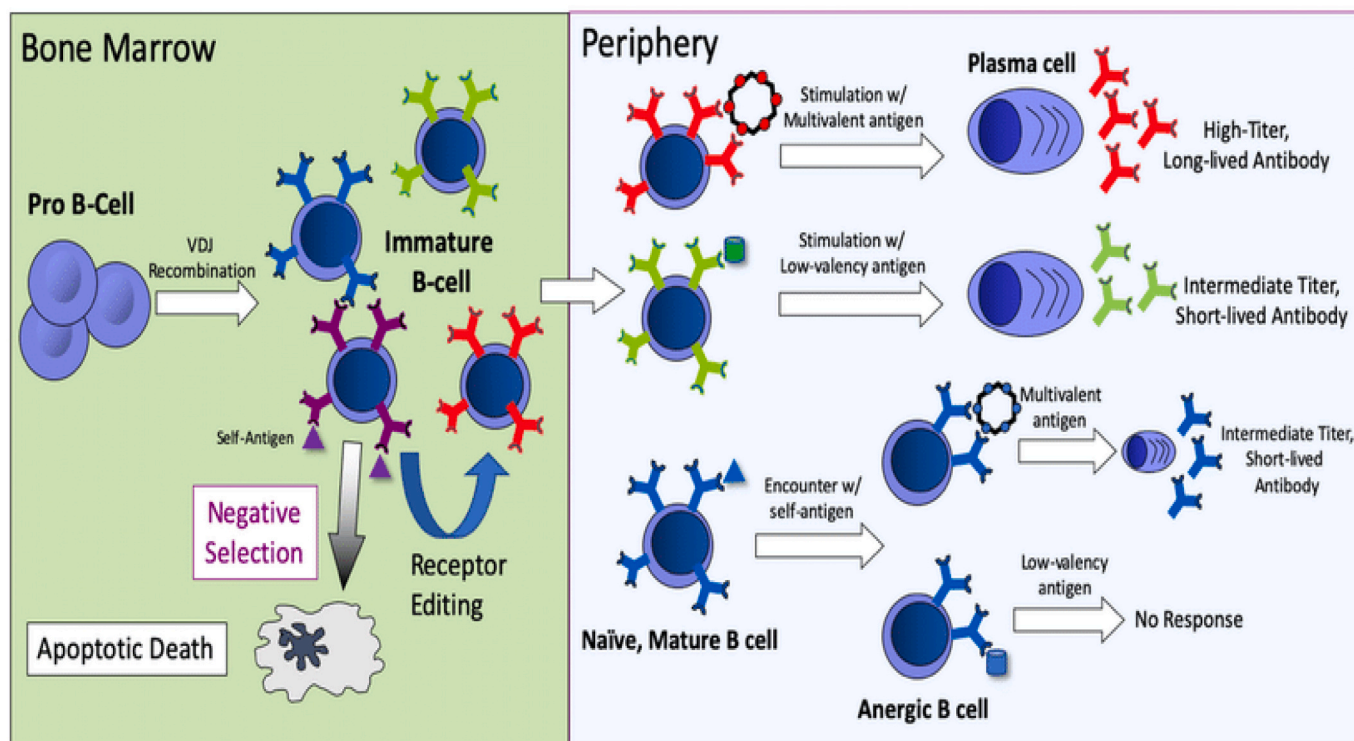 Bone Marrow
Pro B-Cell
VDJ
Recombination
Immature
B-cell
Self-Antigen
Negative
Selection
Receptor
Editing
Apoptotic Death
Periphery
Stimulation w/
Multivalent antigen
Plasma cell
High-Titer,
Long-lived Antibody
Stimulation w/
Low-valency antigen
Intermediate Titer,
Short-lived Antibody
Naïve, Mature B cell
Encounter w/
self-antigen
Multivalent
antigen
Intermediate Titer,
Short-lived
Antibody
Anergic B cell
Low-valency
antigen
No Response